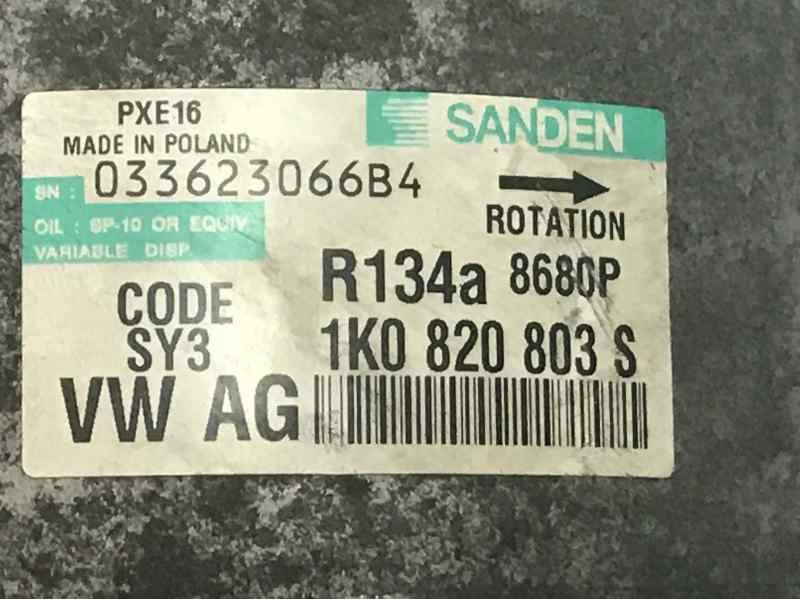 PXE16
SANDEN
MADE IN POLAND
SN : 033623066B4
OIL : SP-10 OR EQUIV.
VARIABLE DISP
ROTATION
R134a 8680P
CODE
SY3
1K0 820 803 S
VW AG